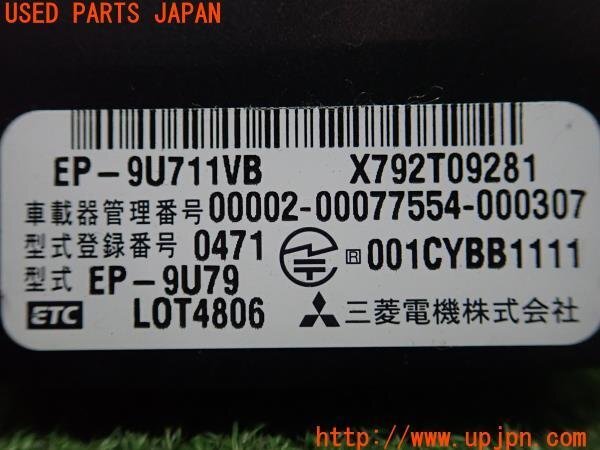 USED PARTS JAPAN
EP-9U711VB X792T09281
車載器管理番号 00002-00077554-000307
型式登録番号 0471 R 001CYBB1111
型式 EP-9U79
ETC LOT4806 三菱電機株式会社
http://www.upjpn.com/